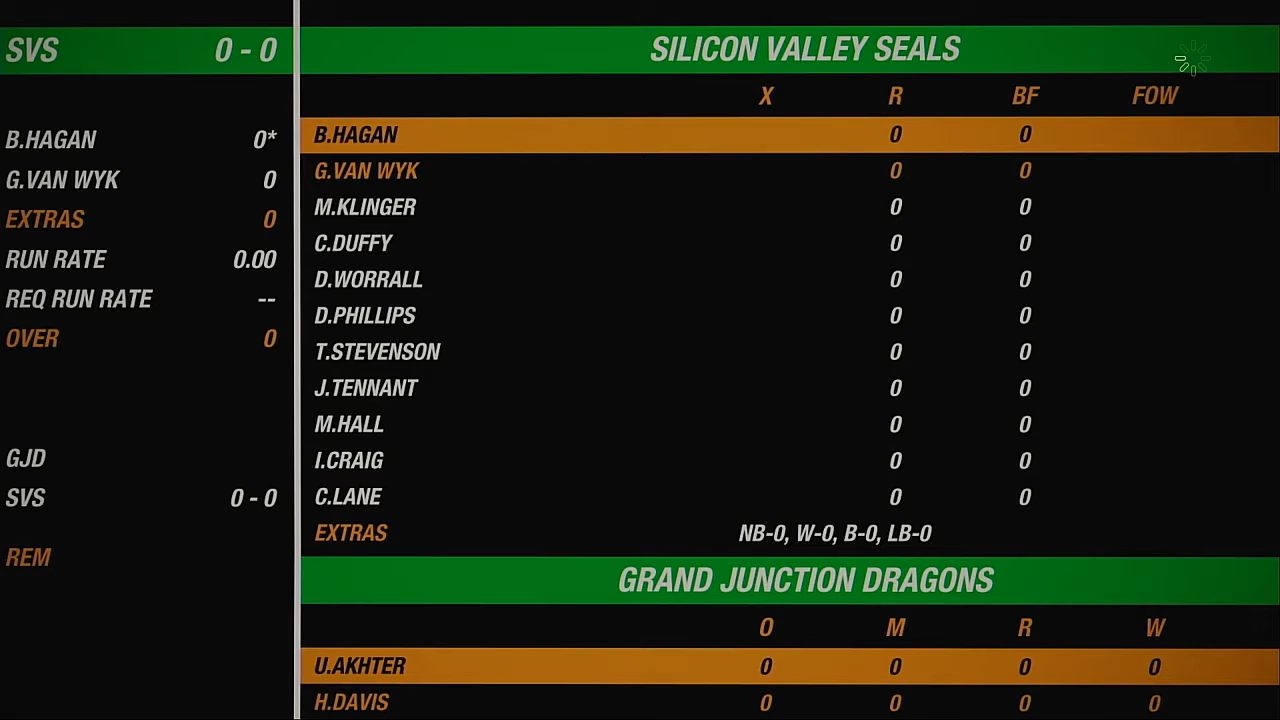 SVS 0 - 0
B.HAGAN 0*
G.VAN WYK 0
EXTRAS 0
RUN RATE 0.00
REQ RUN RATE --
OVER 0
GJD
SVS 0 - 0
REM
SILICON VALLEY SEALS
X R BF FOW
B.HAGAN 0 0
G.VAN WYK 0 0
M.KLINGER 0 0
C.DUFFY 0 0
D.WORRALL 0 0
D.PHILLIPS 0 0
T.STEVENSON 0 0
J.TENNANT 0 0
M.HALL 0 0
I.CRAIG 0 0
C.LANE 0 0
EXTRAS NB-0, W-0, B-0, LB-0
GRAND JUNCTION DRAGONS
O M R W
U.AKHTER 0 0 0 0
H.DAVIS 0 0 0 0